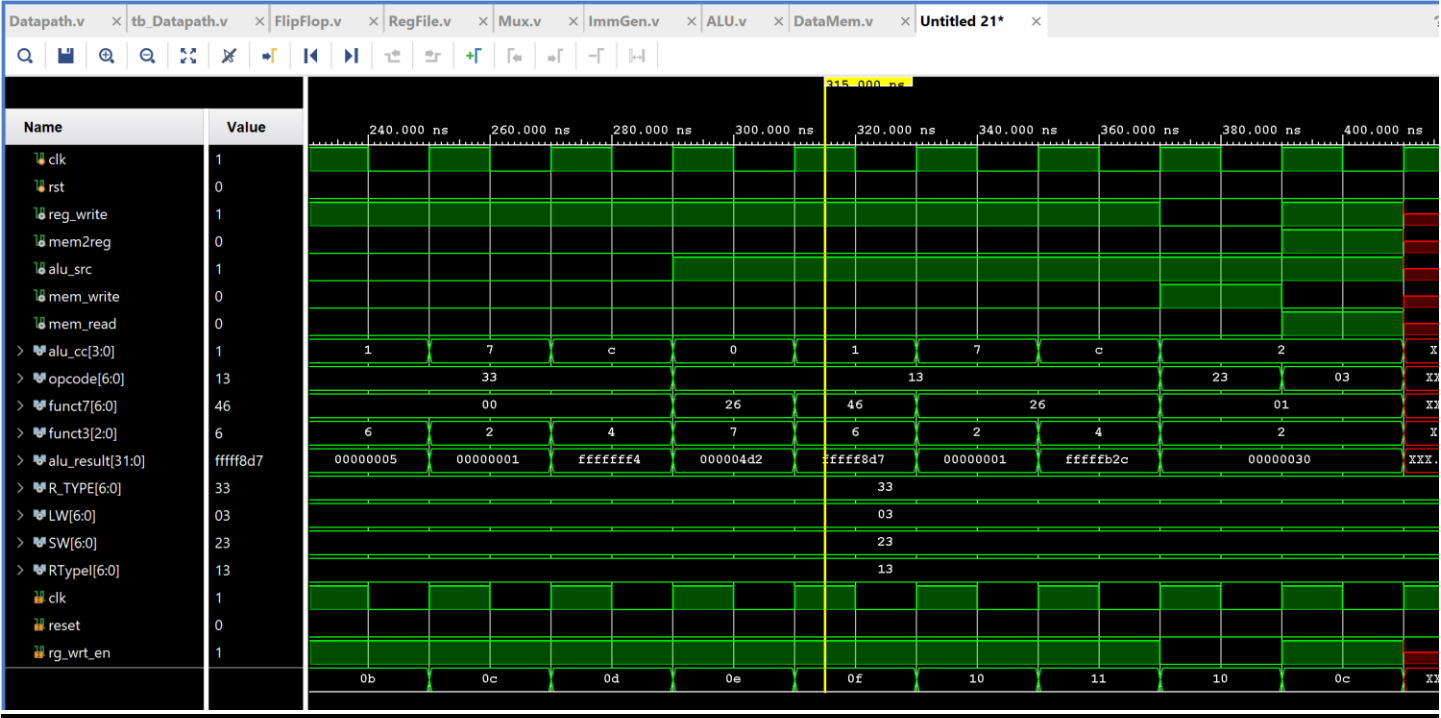 Datapath.v × tb_Datapath.v × FlipFlop.v × RegFile.v × Mux.v × ImmGen.v × ALU.v × DataMem.v × Untitled 21* ×
315.000 ns
Name Value
240.000 ns 260.000 ns 280.000 ns 300.000 ns 320.000 ns 340.000 ns 360.000 ns 380.000 ns 400.000 ns
clk 1
rst 0
reg_write 1
mem2reg 0
alu_src 1
mem_write 0
mem_read 0
alu_cc[3:0] 1 1 7 c 0 1 7 c 2 X
opcode[6:0] 13 33 13 23 03 XX
funct7[6:0] 46 00 26 46 26 01 XX
funct3[2:0] 6 6 2 4 7 6 2 4 2 X
alu_result[31:0] fffff8d7 00000005 00000001 fffffff4 000004d2 fffff8d7 00000001 fffffb2c 00000030 XXX.
R_TYPE[6:0] 33 33
LW[6:0] 03 03
SW[6:0] 23 23
RTypeI[6:0] 13 13
clk 1
reset 0
rg_wrt_en 1
0b 0c 0d 0e 0f 10 11 10 0c XX